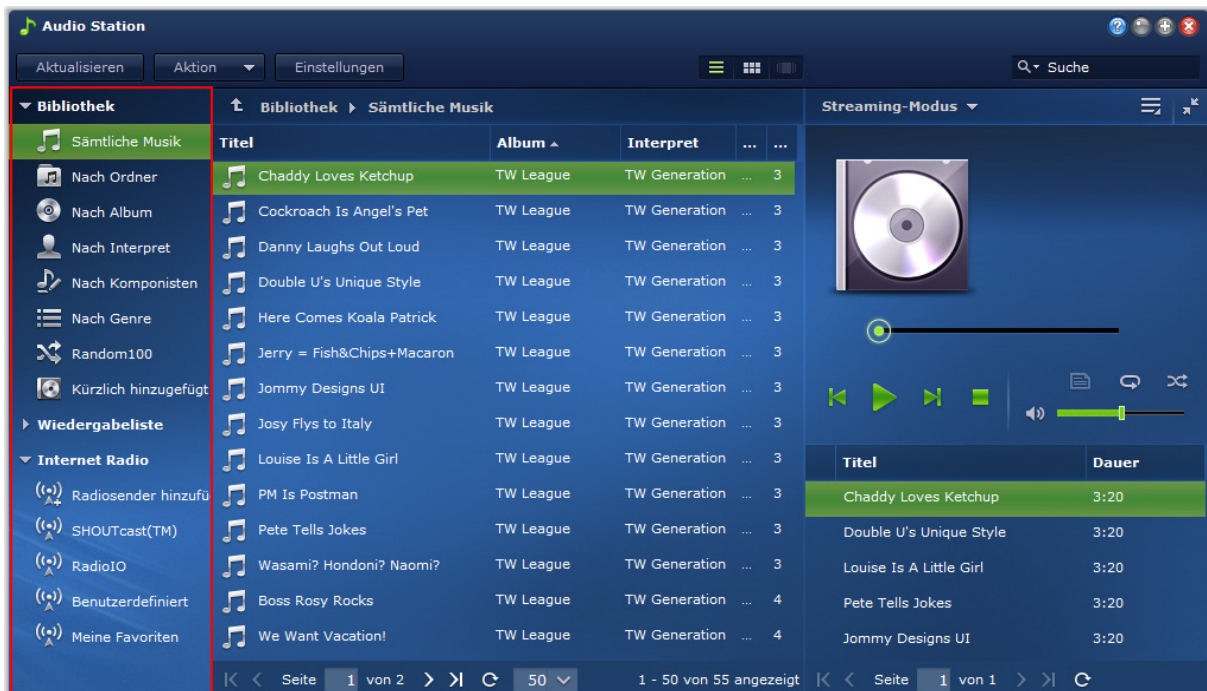 Audio Station
Aktualisieren Aktion Einstellungen Suche
Bibliothek
Sämtliche Musik
Nach Ordner
Nach Album
Nach Interpret
Nach Komponisten
Nach Genre
Random100
Kürzlich hinzugefügt
Wiedergabeliste
Internet Radio
Radiosender hinzufü
SHOUTcast(TM)
RadioIO
Benutzerdefiniert
Meine Favoriten
Bibliothek Sämtliche Musik
Titel Album Interpret ... ...
Chaddy Loves Ketchup TW League TW Generation ... 3
Cockroach Is Angel's Pet TW League TW Generation ... 3
Danny Laughs Out Loud TW League TW Generation ... 3
Double U's Unique Style TW League TW Generation ... 3
Here Comes Koala Patrick TW League TW Generation ... 3
Jerry = Fish&Chips+Macaron TW League TW Generation ... 3
Jommy Designs UI TW League TW Generation ... 3
Josy Flys to Italy TW League TW Generation ... 3
Louise Is A Little Girl TW League TW Generation ... 3
PM Is Postman TW League TW Generation ... 3
Pete Tells Jokes TW League TW Generation ... 3
Wasami? Hondoni? Naomi? TW League TW Generation ... 3
Boss Rosy Rocks TW League TW Generation ... 4
We Want Vacation! TW League TW Generation ... 4
Seite 1 von 2 50 1 - 50 von 55 angezeigt
Streaming-Modus
Titel Dauer
Chaddy Loves Ketchup 3:20
Double U's Unique Style 3:20
Louise Is A Little Girl 3:20
Pete Tells Jokes 3:20
Jommy Designs UI 3:20
Seite 1 von 1